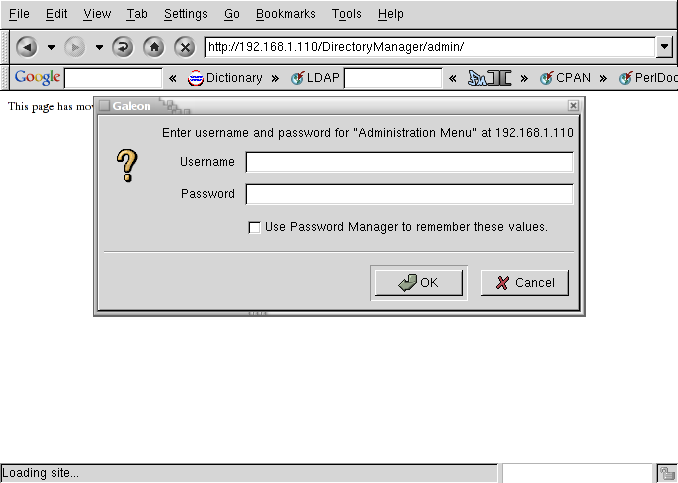 File Edit View Tab Settings Go Bookmarks Tools Help
http://192.168.1.110/DirectoryManager/admin/
Google « Dictionary » LDAP « » CPAN » PerlDoc
This page has mov
Galeon
Enter username and password for "Administration Menu" at 192.168.1.110
Username
Password
Use Password Manager to remember these values.
OK Cancel
Loading site...